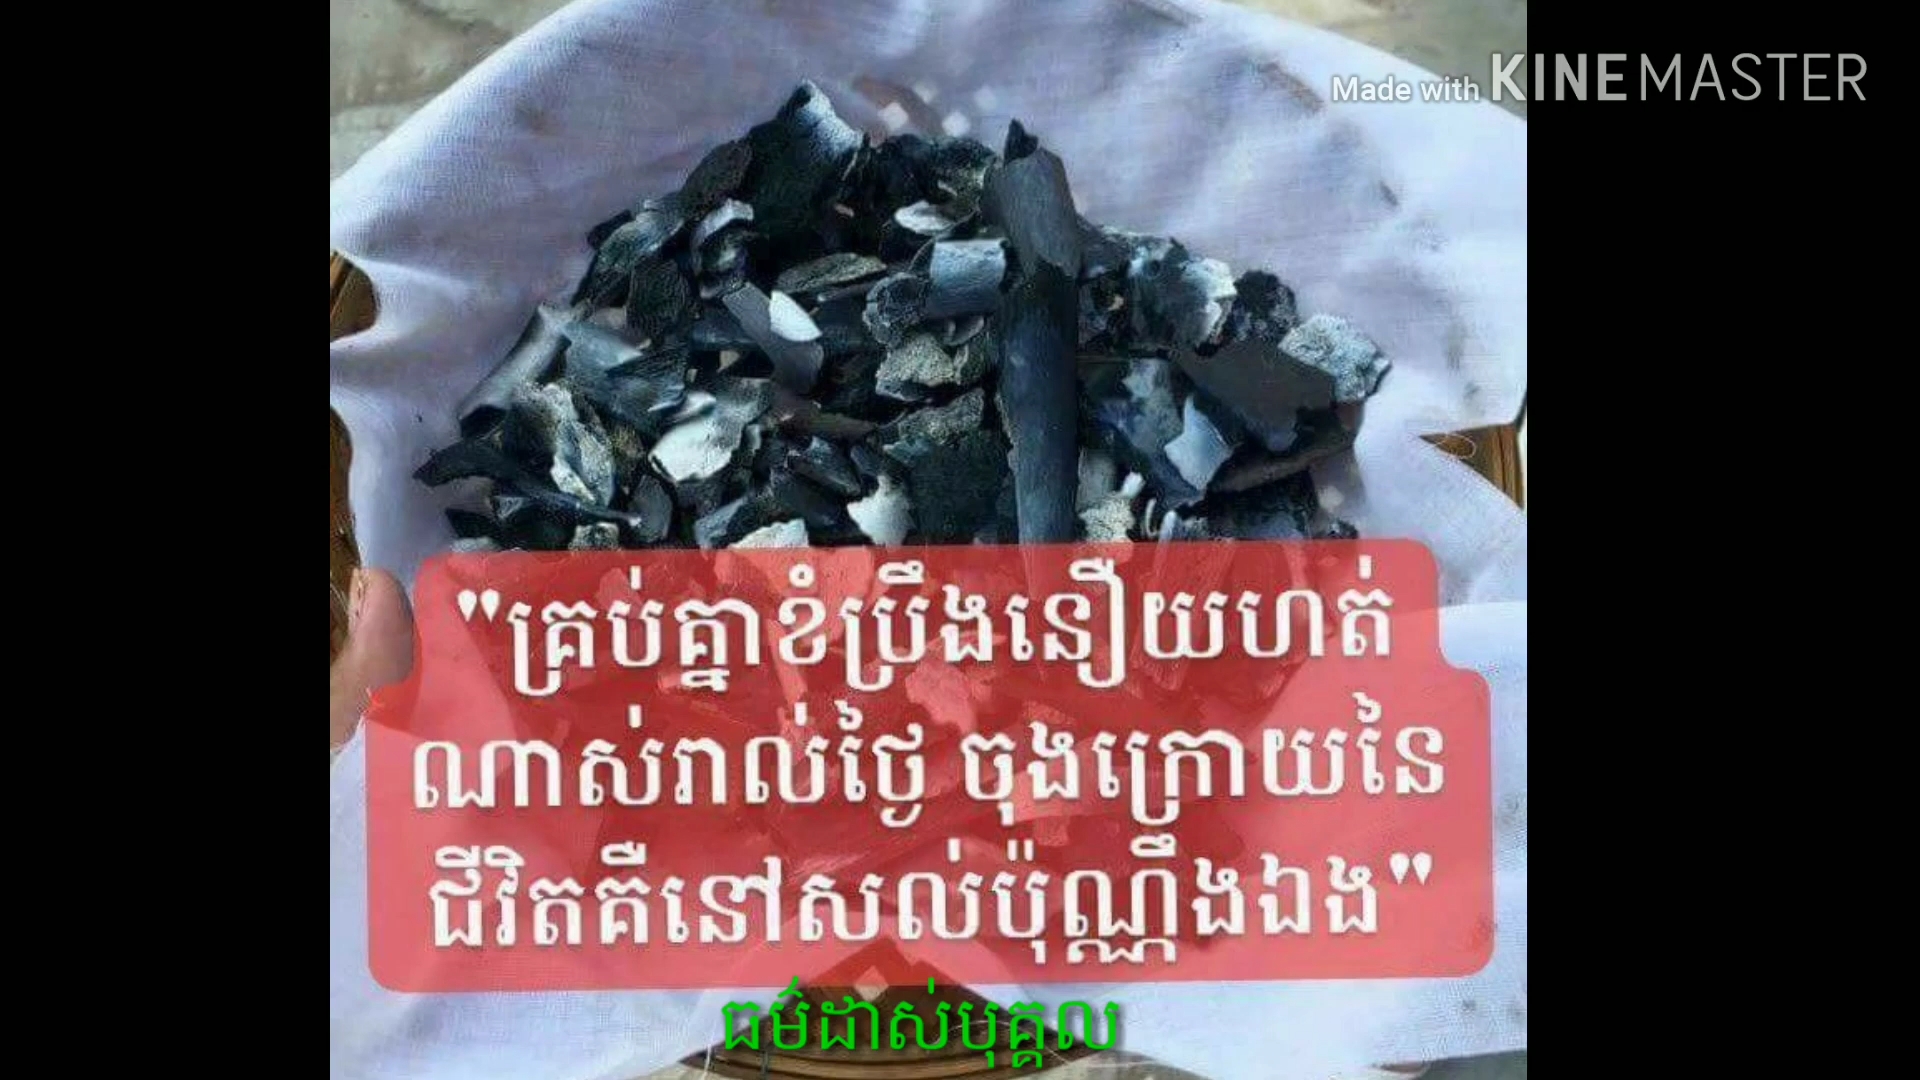 Made with KINEMASTER
"គ្រប់គ្នាខំប្រឹងនឿយហត់
ណាស់រាល់ថ្ងៃ ចុងក្រោយនៃ
ជីវិតគឺនៅសល់ប៉ុណ្ណឹងឯង"
ធម៌ដាស់បុគ្គល